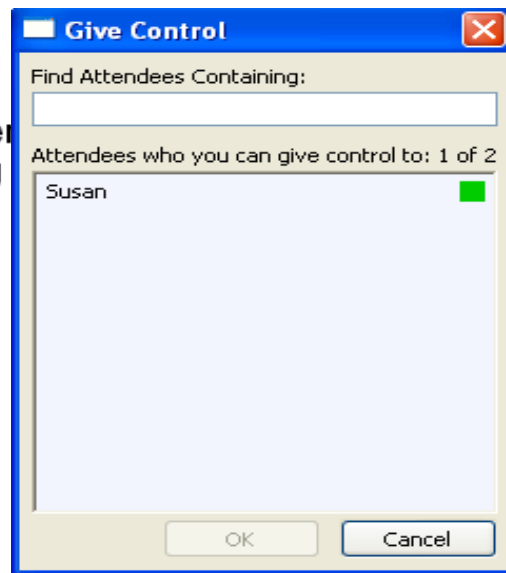 Give Control
Find Attendees Containing:
Attendees who you can give control to: 1 of 2
Susan
OK
Cancel